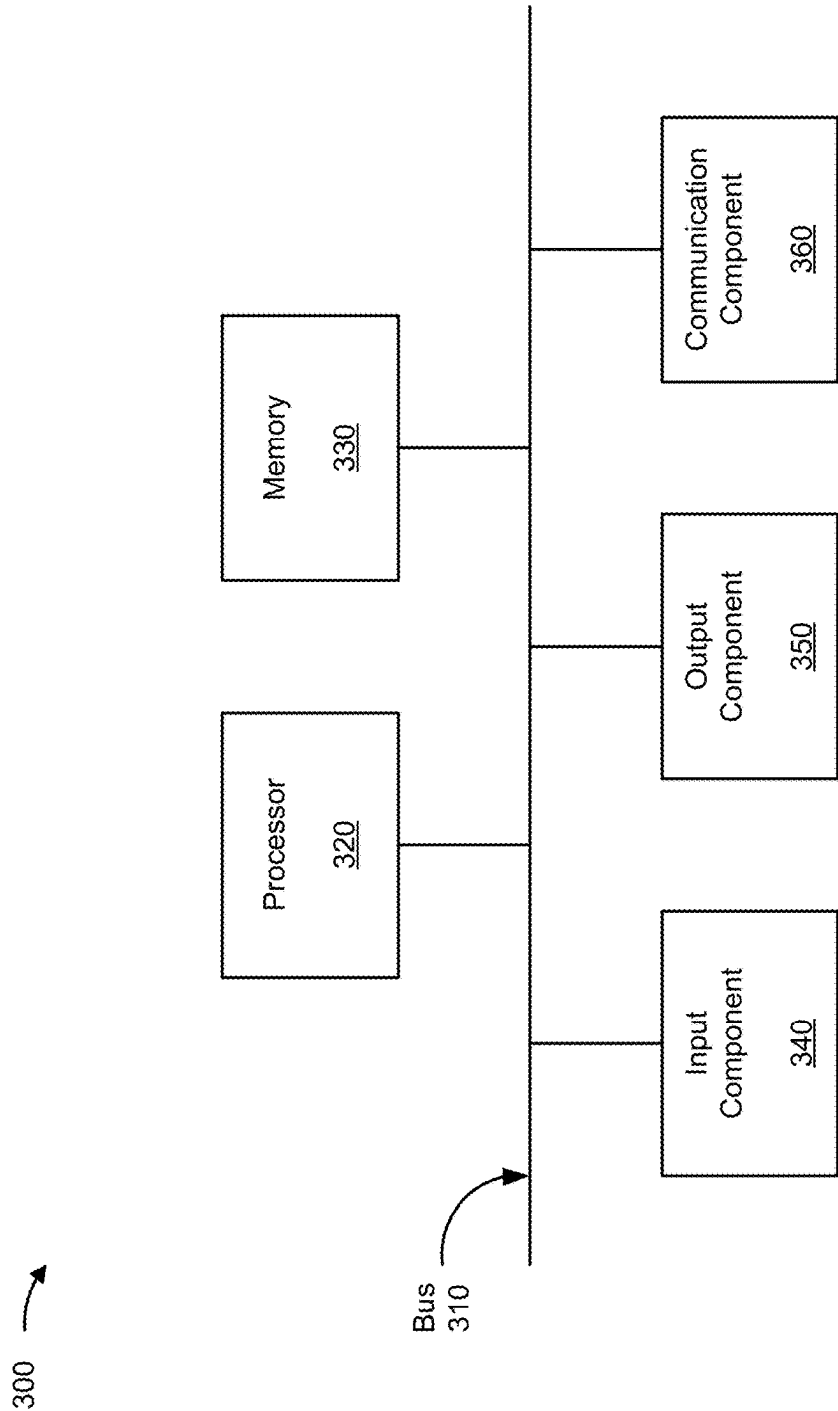 300
Bus
310
Processor
320
Memory
330
Input
Component
340
Output
Component
350
Communication
Component
360